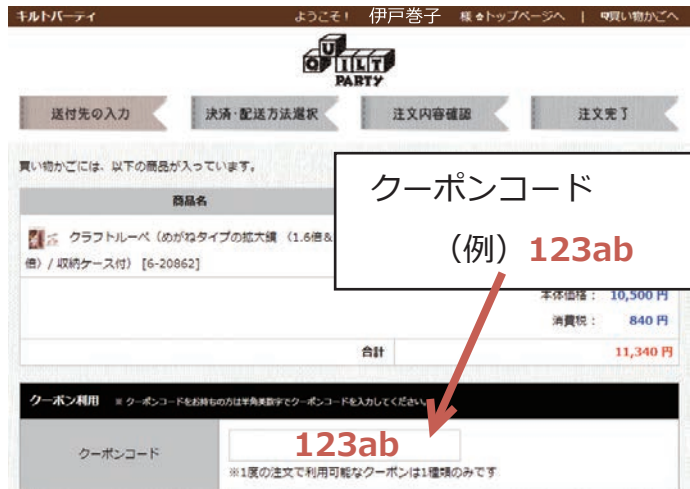 キルトパーティ ようこそ! 伊戸巻子 様 トップページへ | 買い物かごへ
QUILT
PARTY
送付先の入力 決済・配送方法選択 注文内容確認 注文完了
買い物かごには、以下の商品が入っています。
商品名
クーポンコード
クラフトルーペ(めがねタイプの拡大鏡 (1.6倍&
(例) 123ab
倍)/ 収納ケース付) [6-20862]
本体価格: 10,500 円
消費税: 840 円
合計 11,340 円
クーポン利用 ※ クーポンコードをお持ちの方は半角英数字でクーポンコードを入力してください。
クーポンコード 123ab
※1度の注文で利用可能なクーポンは1種類のみです